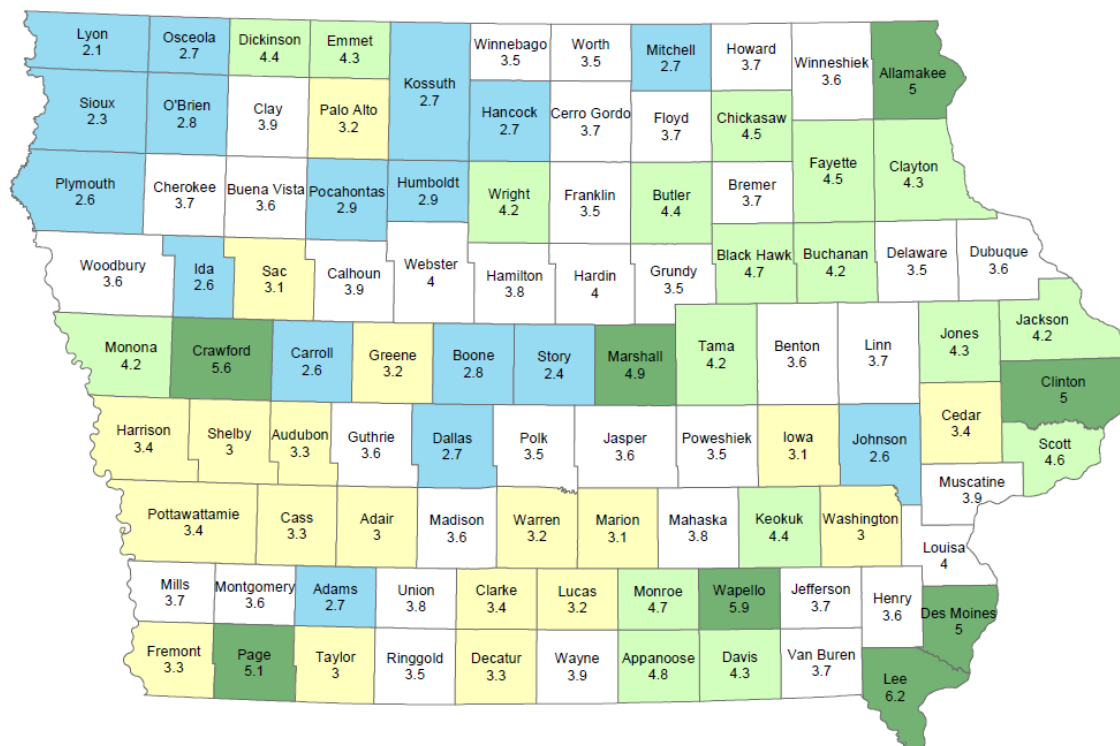 Lyon
2.1
Osceola
2.7
Dickinson
4.4
Emmet
4.3
Kossuth
2.7
Winnebago
3.5
Worth
3.5
Mitchell
2.7
Howard
3.7
Winneshiek
3.6
Allamakee
5
Sioux
2.3
O'Brien
2.8
Clay
3.9
Palo Alto
3.2
Hancock
2.7
Cerro Gordo
3.7
Floyd
3.7
Chickasaw
4.5
Fayette
4.5
Clayton
4.3
Plymouth
2.6
Cherokee
3.7
Buena Vista
3.6
Pocahontas
2.9
Humboldt
2.9
Wright
4.2
Franklin
3.5
Butler
4.4
Bremer
3.7
Woodbury
3.6
Ida
2.6
Sac
3.1
Calhoun
3.9
Webster
4
Hamilton
3.8
Hardin
4
Grundy
3.5
Black Hawk
4.7
Buchanan
4.2
Delaware
3.5
Dubuque
3.6
Monona
4.2
Crawford
5.6
Carroll
2.6
Greene
3.2
Boone
2.8
Story
2.4
Marshall
4.9
Tama
4.2
Benton
3.6
Linn
3.7
Jones
4.3
Jackson
4.2
Clinton
5
Harrison
3.4
Shelby
3
Audubon
3.3
Guthrie
3.6
Dallas
2.7
Polk
3.5
Jasper
3.6
Poweshiek
3.5
Iowa
3.1
Johnson
2.6
Cedar
3.4
Scott
4.6
Muscatine
3.9
Pottawattamie
3.4
Cass
3.3
Adair
3
Madison
3.6
Warren
3.2
Marion
3.1
Mahaska
3.8
Keokuk
4.4
Washington
3
Louisa
4
Mills
3.7
Montgomery
3.6
Adams
2.7
Union
3.8
Clarke
3.4
Lucas
3.2
Monroe
4.7
Wapello
5.9
Jefferson
3.7
Henry
3.6
Des Moines
5
Fremont
3.3
Page
5.1
Taylor
3
Ringgold
3.5
Decatur
3.3
Wayne
3.9
Appanoose
4.8
Davis
4.3
Van Buren
3.7
Lee
6.2